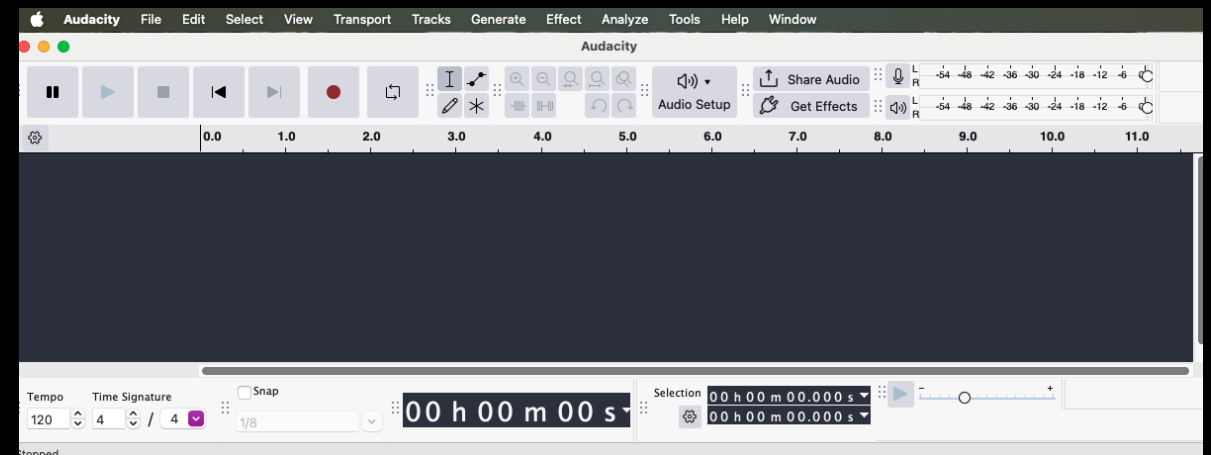 Audacity File Edit Select View Transport Tracks Generate Effect Analyze Tools Help Window
Audacity
Share Audio
L
R
-54 -48 -42 -36 -30 -24 -18 -12 -6
Audio Setup
Get Effects
L
R
-54 -48 -42 -36 -30 -24 -18 -12 -6
0.0 1.0 2.0 3.0 4.0 5.0 6.0 7.0 8.0 9.0 10.0 11.0
Tempo
120
Time Signature
4 / 4
Snap
1/8
00 h 00 m 00 s
Selection
00 h 00 m 00.000 s
00 h 00 m 00.000 s
- +
Stopped